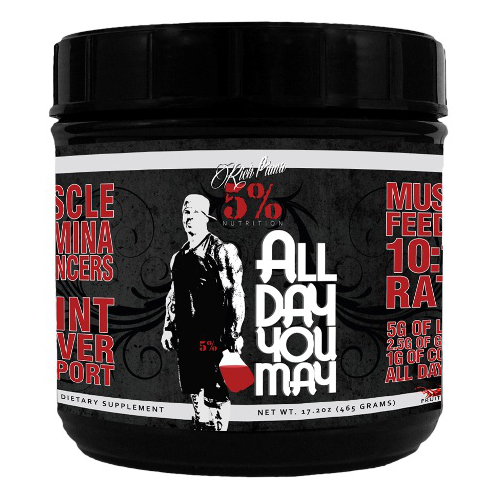 Rich Piana
5%
NUTRITION
ALL
DAY
YOU
MAY
5%
SCLE
MINA
NCERS
INT
VER
PORT
DIETARY SUPPLEMENT
NET WT. 17.2oz (465 GRAMS)
MUS
FEED
10:
RAT
5G OF L
2.5G OF G
1G OF CO
ALL DAY
FRUIT